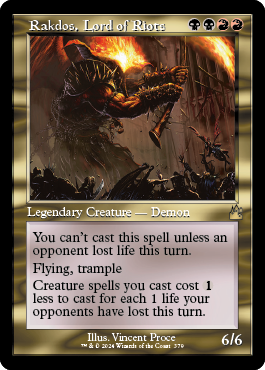 Rakdos, Lord of Riots
You can't cast this spell unless an
opponent lost life this turn.
Flying, trample
Creature spells you cast cost 1
less to cast for each 1 life your
opponents have lost this turn.
Legendary Creature — Demon
Illus. Vincent Proce
™ & © 2024 Wizards of the Coast 379
6/6